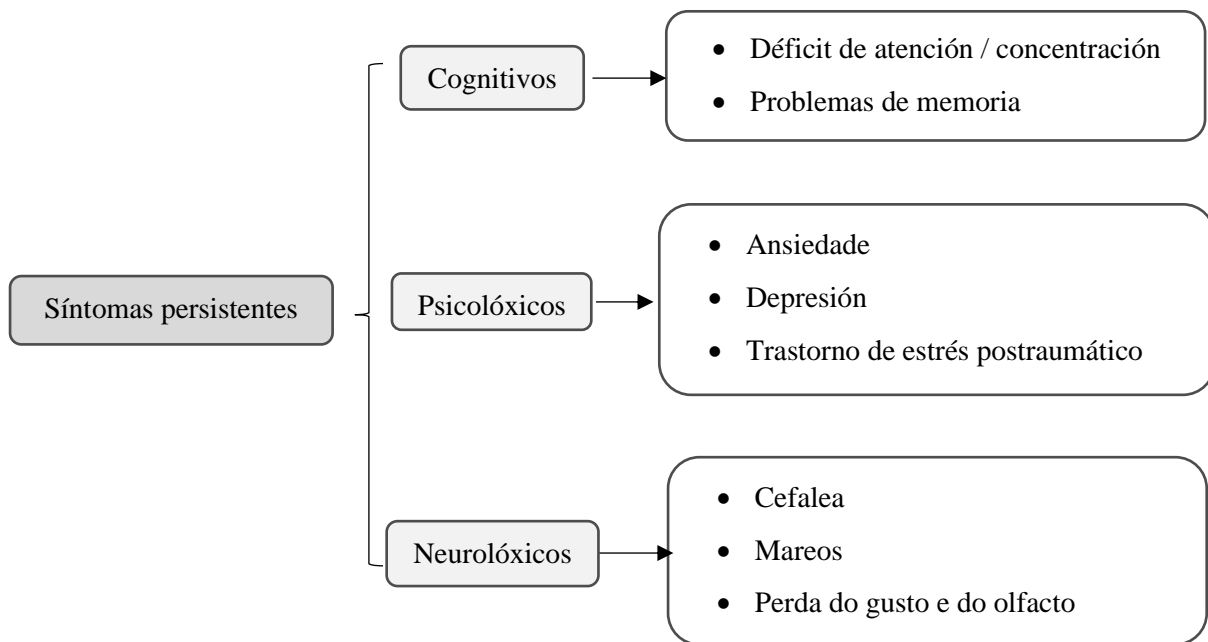 Síntomas persistentes
Cognitivos
• Déficit de atención / concentración
• Problemas de memoria
Psicolóxicos
• Ansiedade
• Depresión
• Trastorno de estrés postraumático
Neurolóxicos
• Cefalea
• Mareos
• Perda do gusto e do olfacto